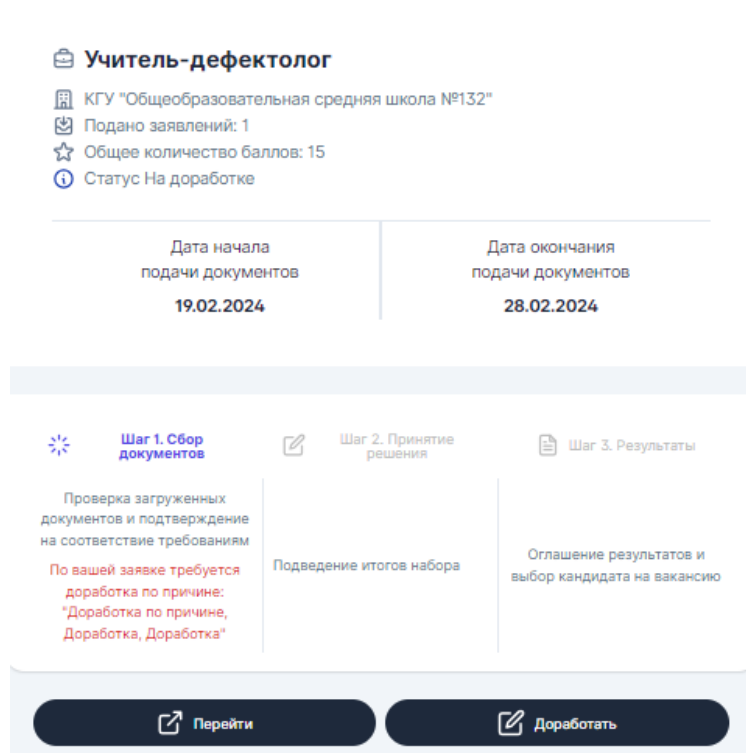 Учитель-дефектолог
КГУ "Общеобразовательная средняя школа №132"
Подано заявлений: 1
Общее количество баллов: 15
Статус На доработке
Дата начала
подачи документов
19.02.2024
Дата окончания
подачи документов
28.02.2024
Шаг 1. Сбор
документов
Проверка загруженных
документов и подтверждение
на соответствие требованиям
По вашей заявке требуется
доработка по причине:
"Доработка по причине,
Доработка, Доработка"
Шаг 2. Принятие
решения
Подведение итогов набора
Шаг 3. Результаты
Оглашение результатов и
выбор кандидата на вакансию
Перейти
Доработать